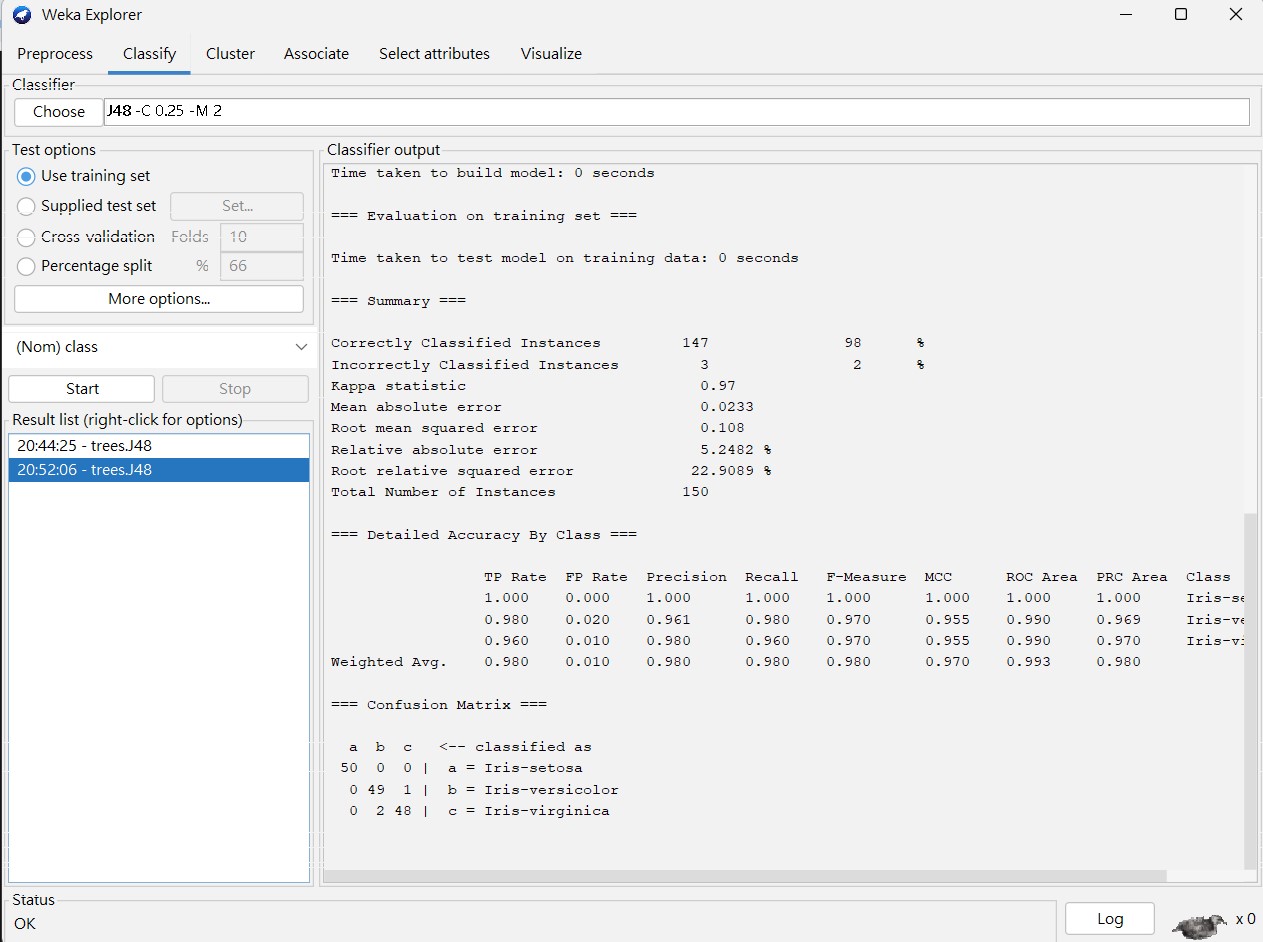 Weka Explorer
Preprocess Classify Cluster Associate Select attributes Visualize
Classifier
Choose J48 -C 0.25 -M 2
Test options
Use training set
Supplied test set Set...
Cross-validation Folds 10
Percentage split % 66
More options...
(Nom) class
Start Stop
Result list (right-click for options)
20:44:25 - trees.J48
20:52:06 - trees.J48
Classifier output
Time taken to build model: 0 seconds
=== Evaluation on training set ===
Time taken to test model on training data: 0 seconds
=== Summary ===
Correctly Classified Instances 147 98 %
Incorrectly Classified Instances 3 2 %
Kappa statistic 0.97
Mean absolute error 0.0233
Root mean squared error 0.108
Relative absolute error 5.2482 %
Root relative squared error 22.9089 %
Total Number of Instances 150
=== Detailed Accuracy By Class ===
TP Rate FP Rate Precision Recall F-Measure MCC ROC Area PRC Area Class
1.000 0.000 1.000 1.000 1.000 1.000 1.000 1.000 Iris-se
0.980 0.020 0.961 0.980 0.970 0.955 0.990 0.969 Iris-ve
0.960 0.010 0.980 0.960 0.970 0.955 0.990 0.970 Iris-vi
Weighted Avg. 0.980 0.010 0.980 0.980 0.980 0.970 0.993 0.980
=== Confusion Matrix ===
a b c <-- classified as
50 0 0 | a = Iris-setosa
0 49 1 | b = Iris-versicolor
0 2 48 | c = Iris-virginica
Status
OK
Log x 0